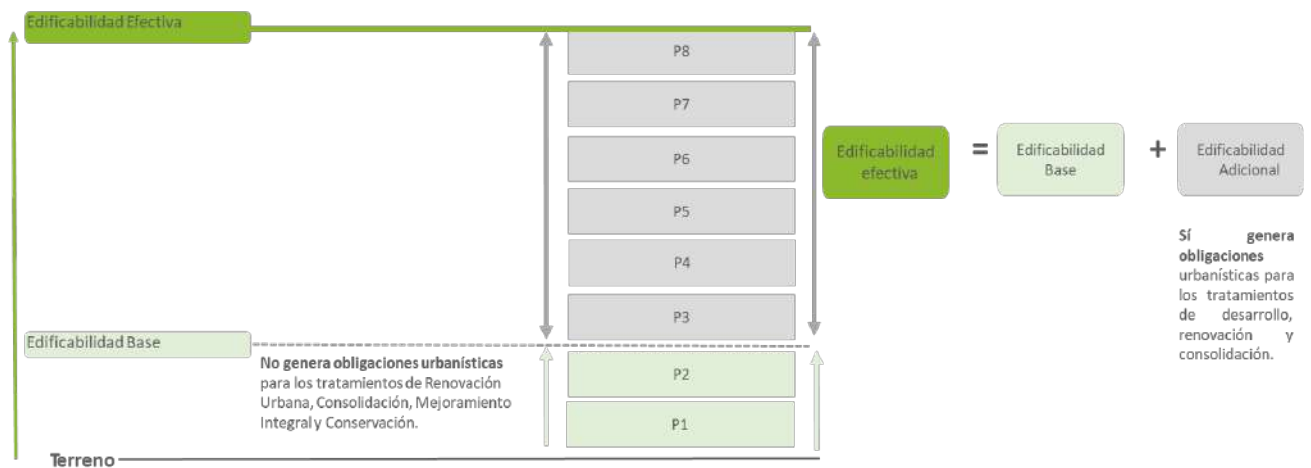 Edificabilidad Efectiva
P8
P7
P6
P5
P4
P3
Edificabilidad
efectiva
=
Edificabilidad
Base
+
Edificabilidad
Adicional
Sí genera
obligaciones
urbanísticas para
los tratamientos
de desarrollo,
renovación y
consolidación.
Edificabilidad Base
No genera obligaciones urbanísticas
para los tratamientos de Renovación
Urbana, Consolidación, Mejoramiento
Integral y Conservación.
P2
P1
Terreno